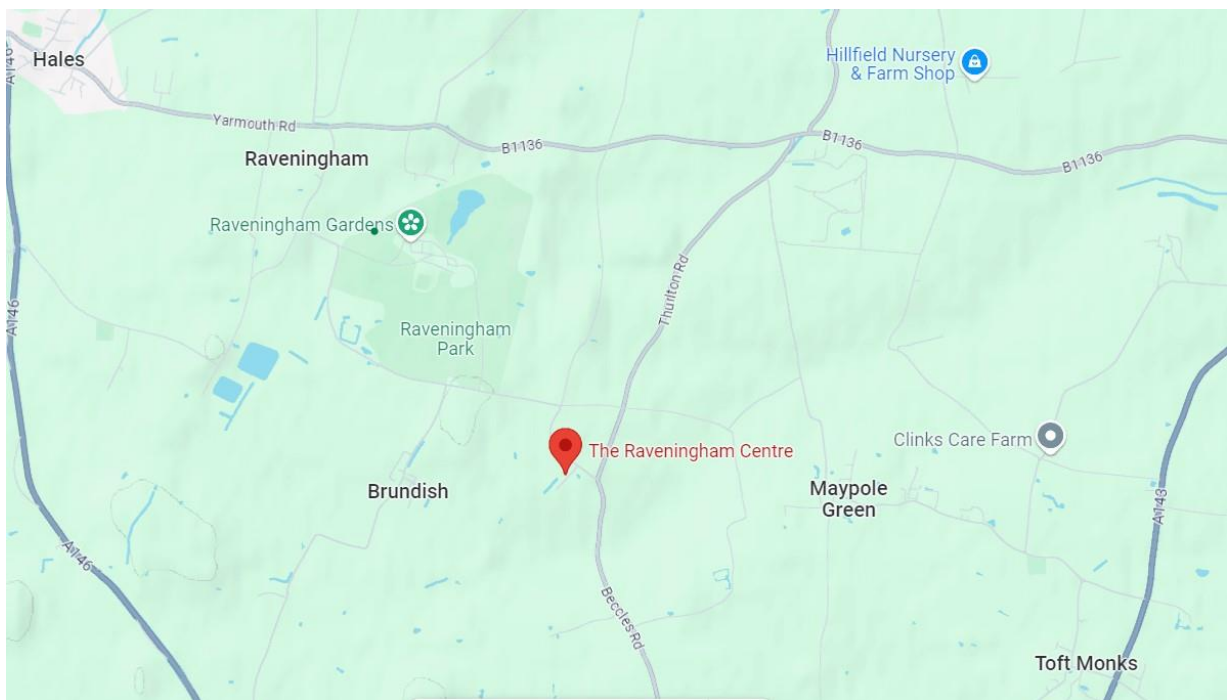 A146
Hales
Hillfield Nursery
& Farm Shop
Yarmouth Rd
B1136
B1136
B1136
Raveningham
Raveningham Gardens
Thurlton Rd
A146
Raveningham
Park
The Raveningham Centre
Clinks Care Farm
Brundish
Maypole
Green
A143
A146
Beccles Rd
Toft Monks